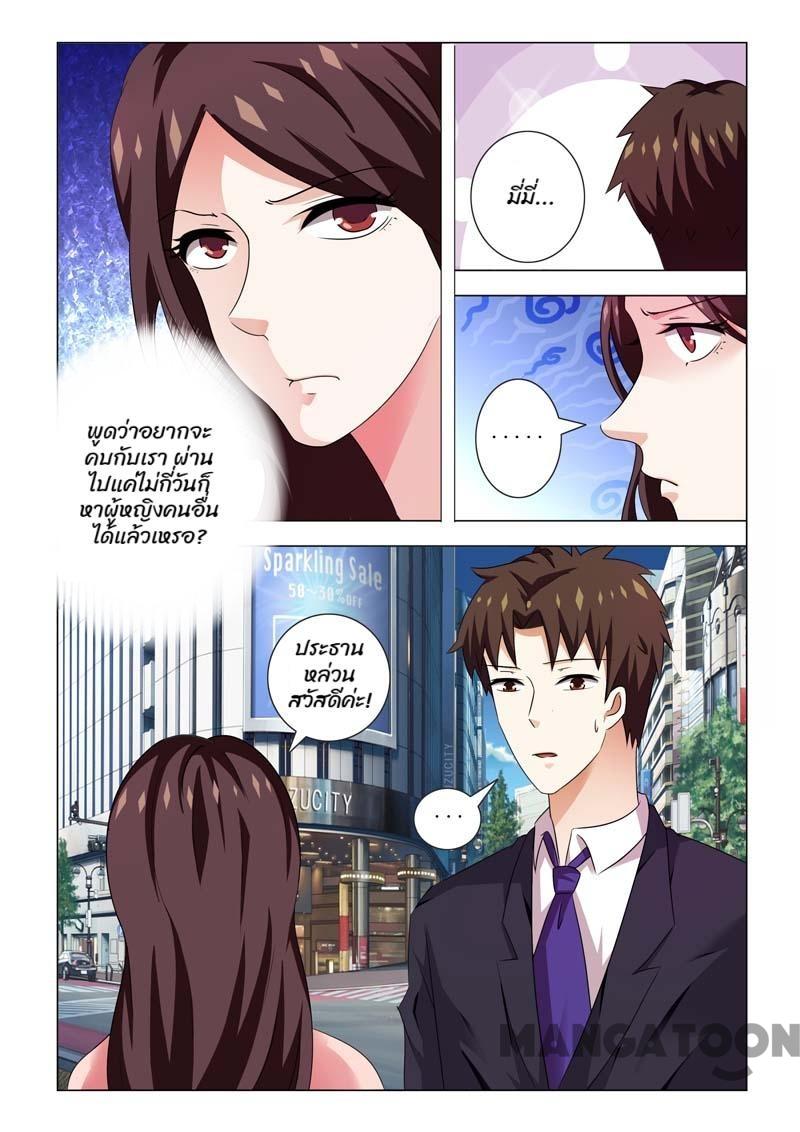 มี่มี่...
.....
พูดว่าอยากจะ
คบกับเรา ผ่าน
ไปแค่ไม่กี่วันก็
หาผู้หญิงคนอื่น
ได้แล้วเหรอ?
Sparkling Sale
50~30%OFF
ประธาน
หล่วน
สวัสดีค่ะ!
ZUCITY
ZUCITY
...
MANGATOON